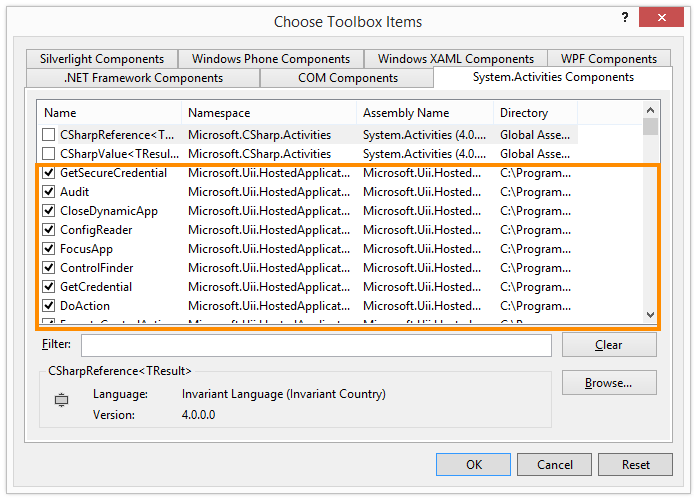 Choose Toolbox Items
?
Silverlight Components Windows Phone Components Windows XAML Components WPF Components
.NET Framework Components COM Components System.Activities Components
Name Namespace Assembly Name Directory
CSharpReference<T... Microsoft.CSharp.Activities System.Activities (4.0.... Global Asse...
CSharpValue<TResul... Microsoft.CSharp.Activities System.Activities (4.0.... Global Asse...
GetSecureCredential Microsoft.Uii.HostedApplicat... Microsoft.Uii.Hosted... C:\Program...
Audit Microsoft.Uii.HostedApplicat... Microsoft.Uii.Hosted... C:\Program...
CloseDynamicApp Microsoft.Uii.HostedApplicat... Microsoft.Uii.Hosted... C:\Program...
ConfigReader Microsoft.Uii.HostedApplicat... Microsoft.Uii.Hosted... C:\Program...
FocusApp Microsoft.Uii.HostedApplicat... Microsoft.Uii.Hosted... C:\Program...
ControlFinder Microsoft.Uii.HostedApplicat... Microsoft.Uii.Hosted... C:\Program...
GetCredential Microsoft.Uii.HostedApplicat... Microsoft.Uii.Hosted... C:\Program...
DoAction Microsoft.Uii.HostedApplicat... Microsoft.Uii.Hosted... C:\Program...
Filter: Clear
CSharpReference<TResult>
Browse...
Language: Invariant Language (Invariant Country)
Version: 4.0.0.0
OK Cancel Reset